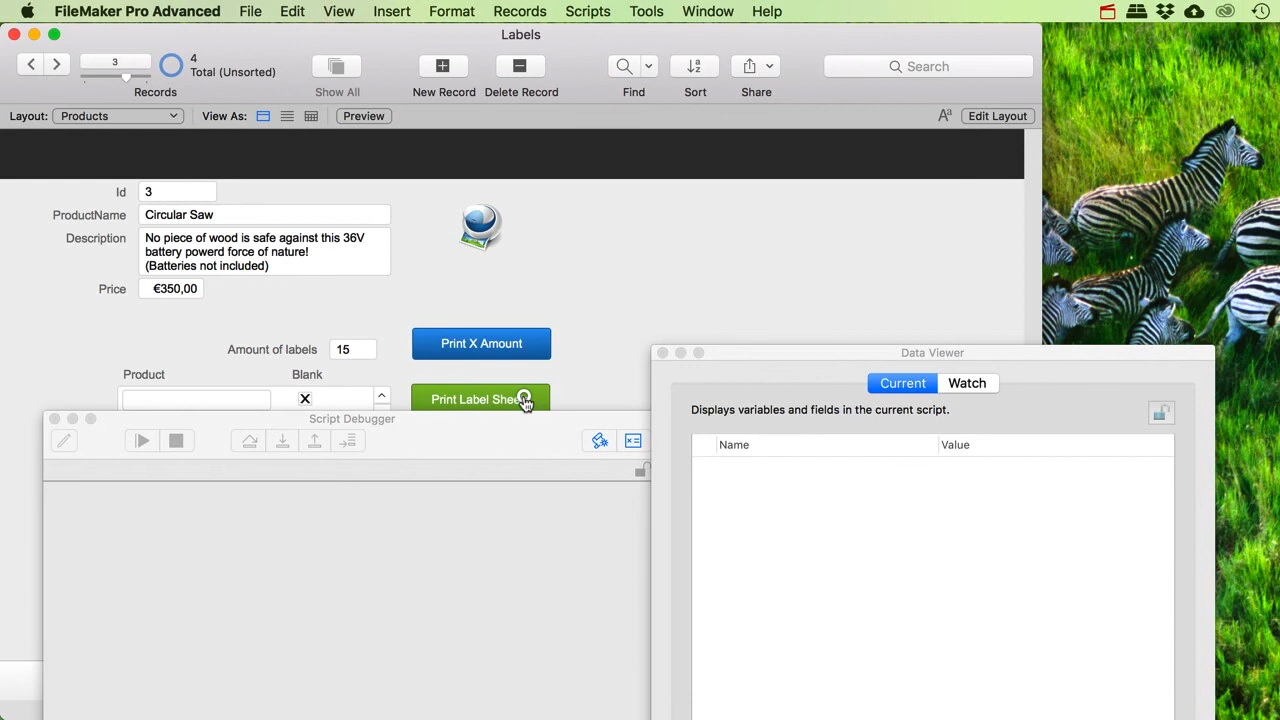 FileMaker Pro Advanced File Edit View Insert Format Records Scripts Tools Window Help
Labels
3
4
Total (Unsorted)
Search
Records Show All New Record Delete Record Find Sort Share
Layout: Products View As: Preview Aa Edit Layout
Id 3
ProductName Circular Saw
Description No piece of wood is safe against this 36V
battery powerd force of nature!
(Batteries not included)
Price €350,00
Amount of labels 15 Print X Amount
Product Blank
X Print Label Sheet
Script Debugger
Data Viewer
Current Watch
Displays variables and fields in the current script.
Name Value